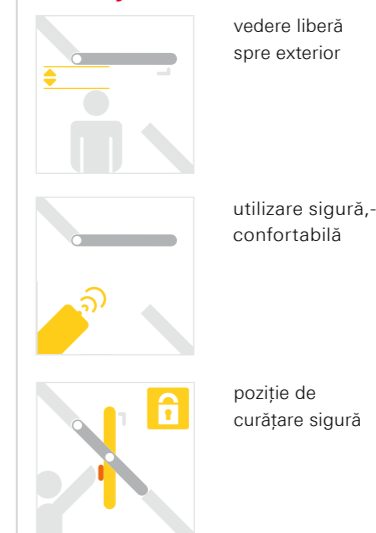 vedere liberă
spre exterior
utilizare sigură,-
confortabilă
poziție de
curățare sigură